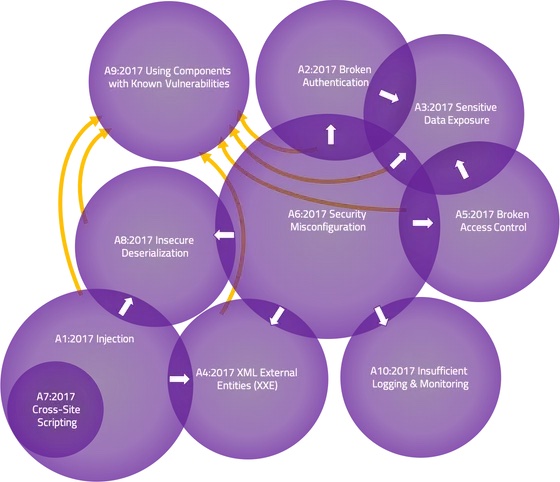 A9:2017 Using Components
with Known Vulnerabilities
A2:2017 Broken
Authentication
A3:2017 Sensitive
Data Exposure
A6:2017 Security
Misconfiguration
A5:2017 Broken
Access Control
A8:2017 Insecure
Deserialization
A1:2017 Injection
A4:2017 XML External
Entities (XXE)
A10:2017 Insufficient
Logging & Monitoring
A7:2017
Cross-Site
Scripting